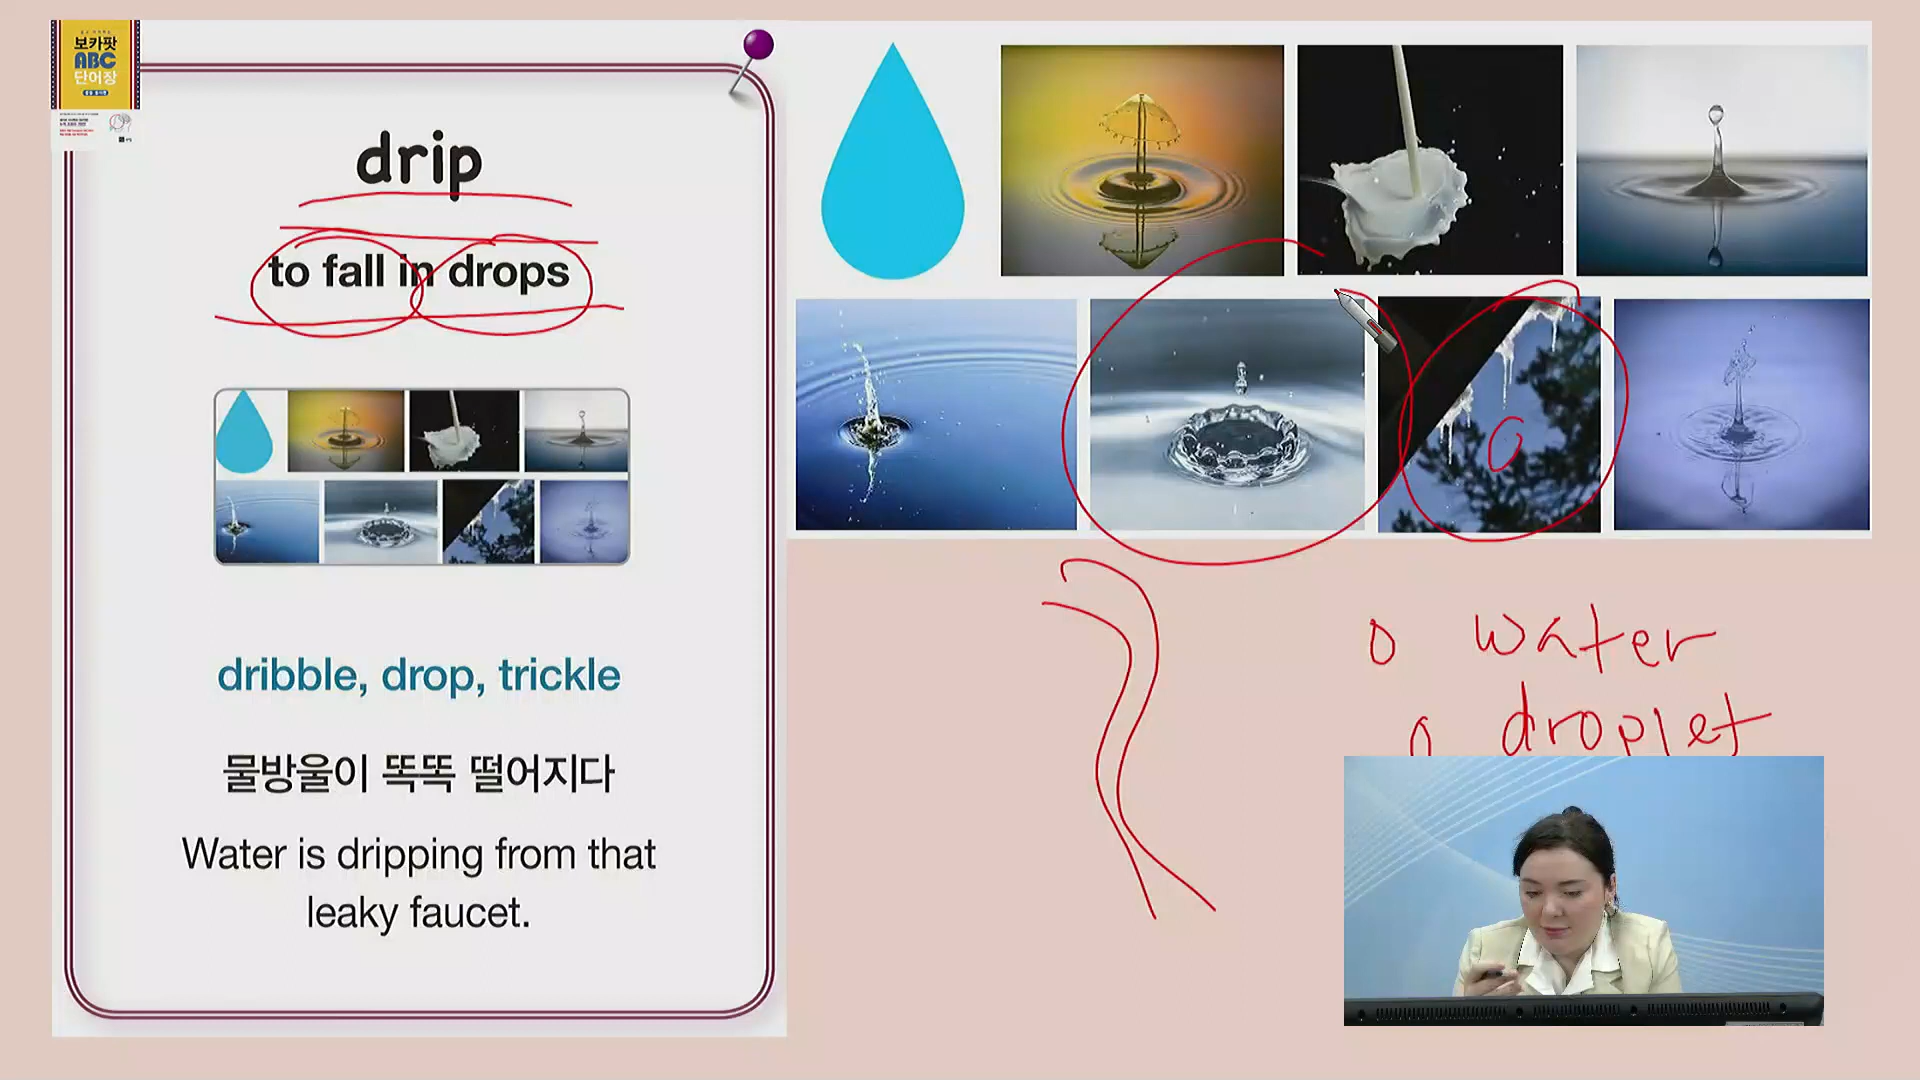 보카팟
ABC
단어장
drip
to fall in drops
dribble, drop, trickle
물방울이 똑똑 떨어지다
Water is dripping from that
leaky faucet.
water
droplet